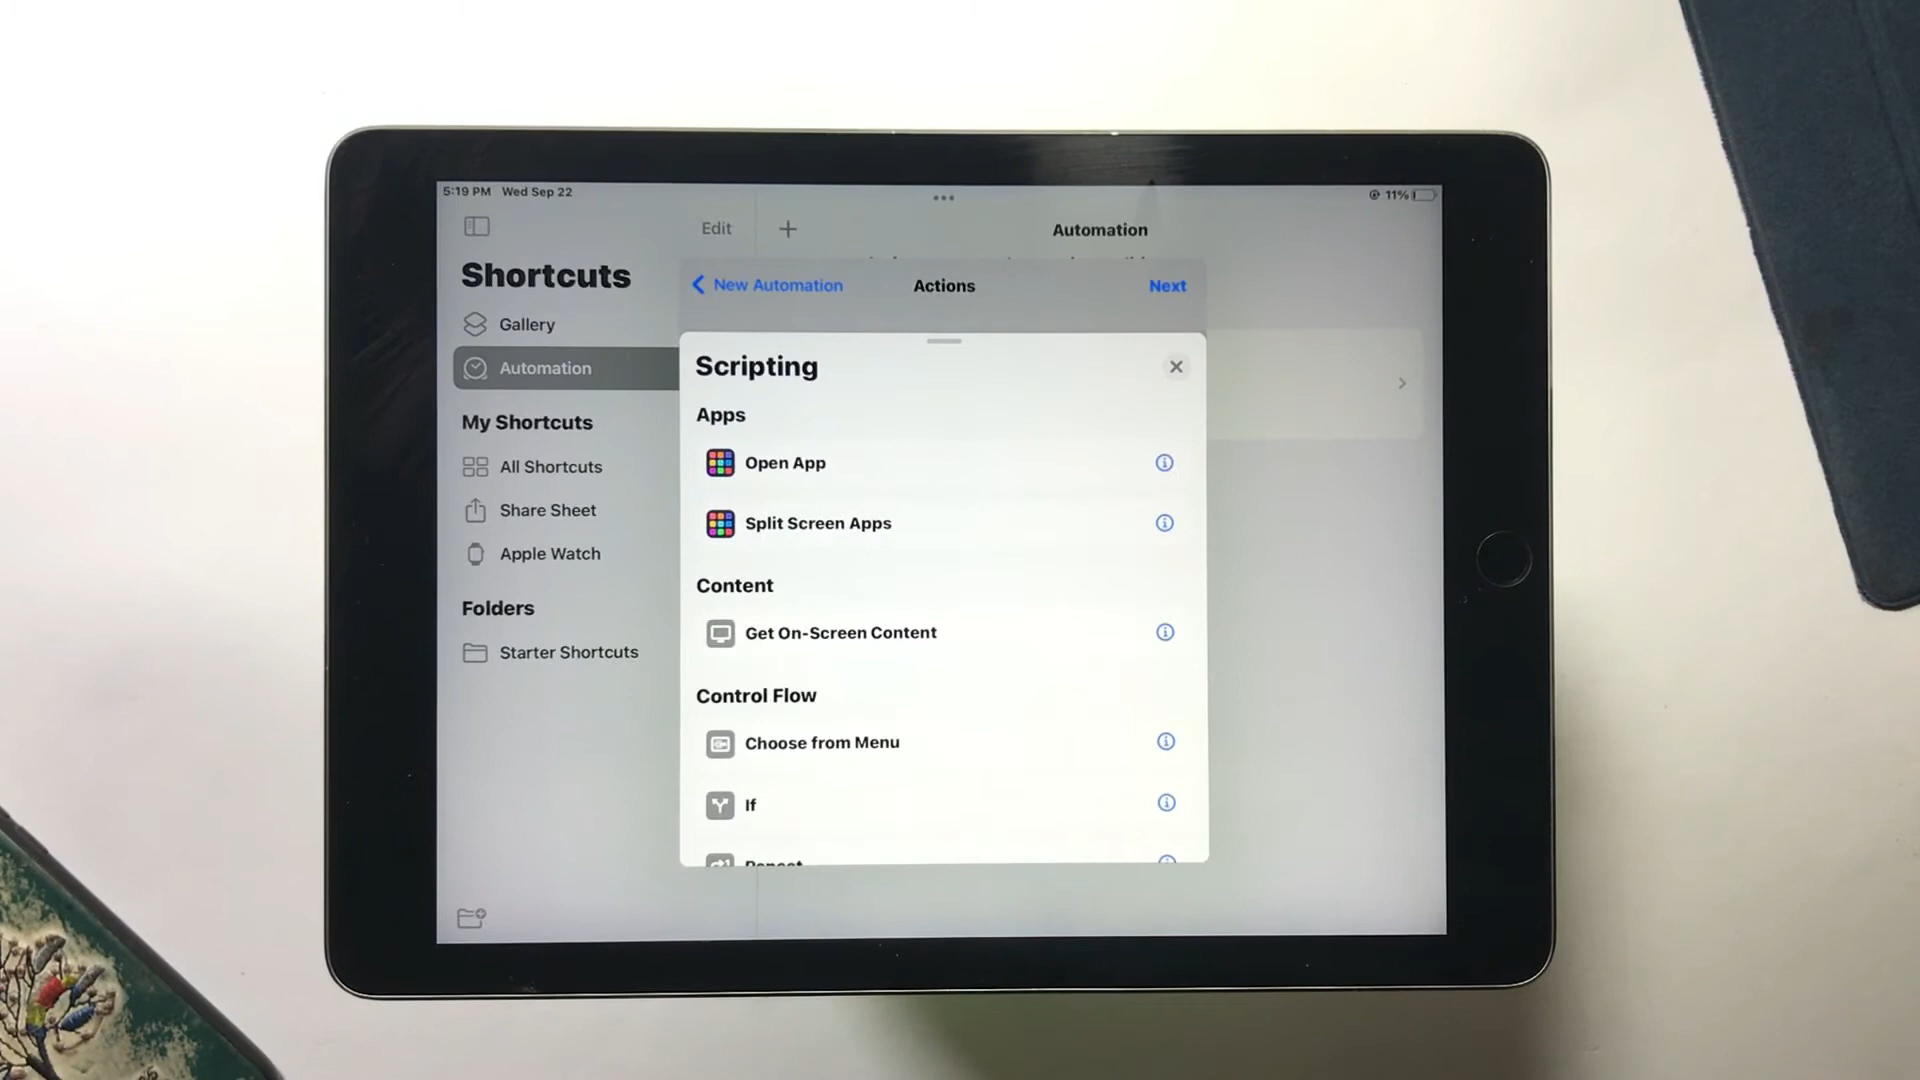 5:19 PM Wed Sep 22
11%
Edit
Automation
Shortcuts
Gallery
Automation
My Shortcuts
All Shortcuts
Share Sheet
Apple Watch
Folders
Starter Shortcuts
New Automation
Actions
Next
Scripting
Apps
Open App
Split Screen Apps
Content
Get On-Screen Content
Control Flow
Choose from Menu
If
Repeat